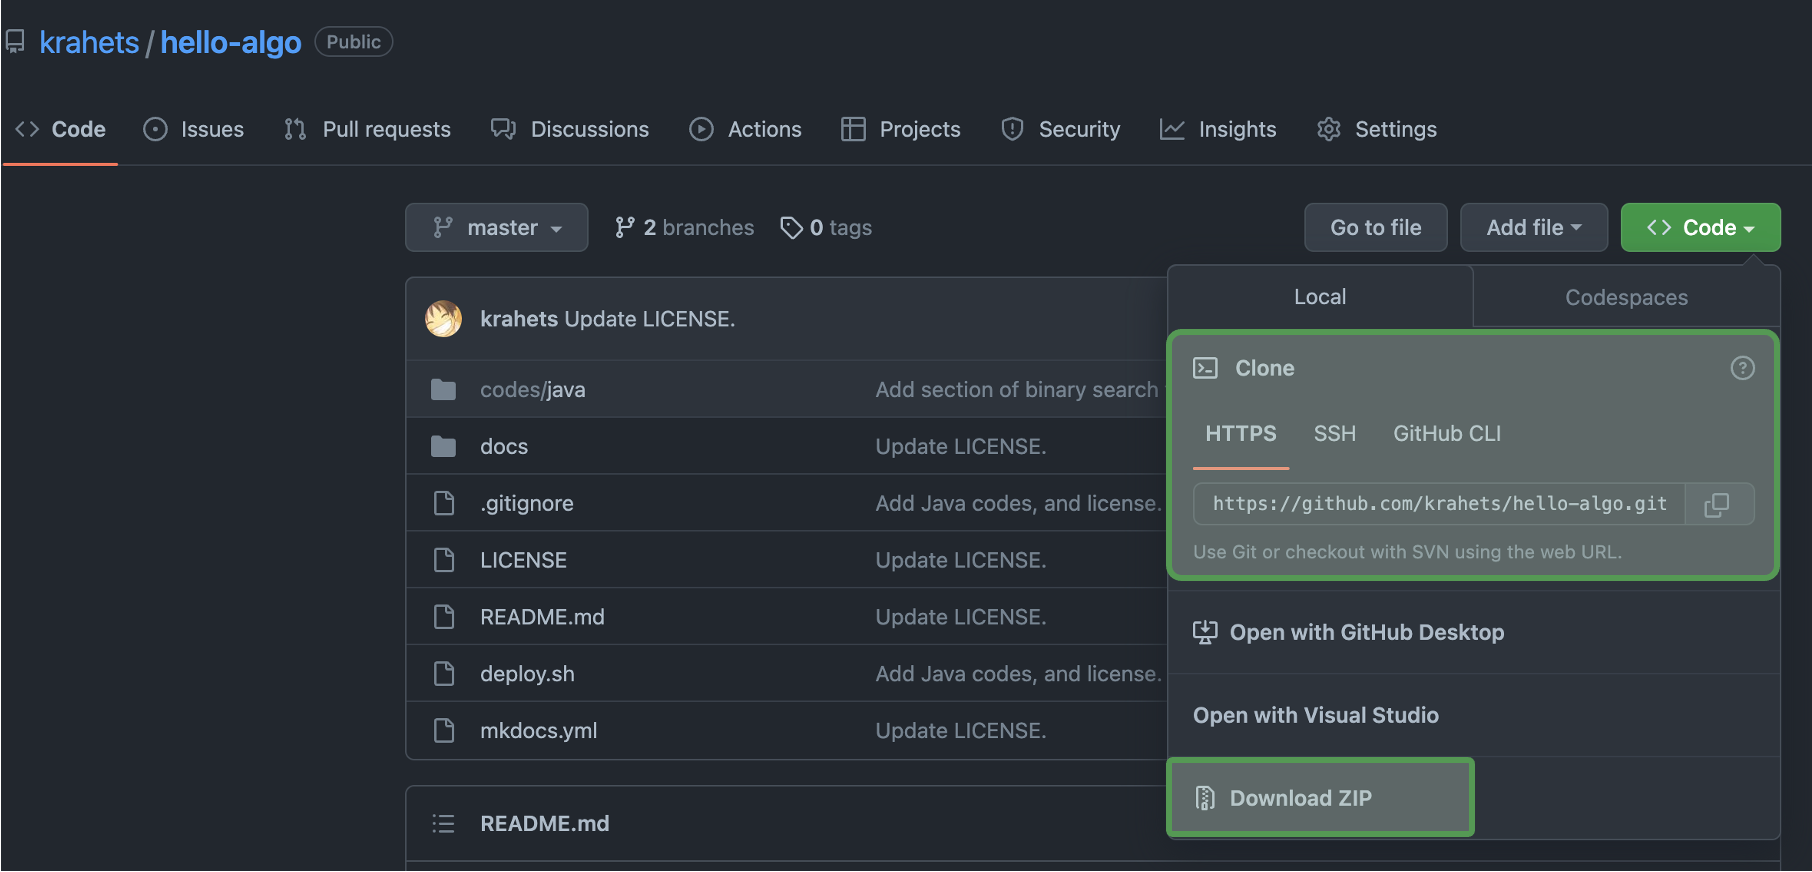 krahets / hello-algo Public
Code Issues Pull requests Discussions Actions Projects Security Insights Settings
master 2 branches 0 tags Go to file Add file Code
krahets Update LICENSE.
codes/java Add section of binary search
docs Update LICENSE.
.gitignore Add Java codes, and license.
LICENSE Update LICENSE.
README.md Update LICENSE.
deploy.sh Add Java codes, and license.
mkdocs.yml Update LICENSE.
README.md
Local Codespaces
Clone
HTTPS SSH GitHub CLI
https://github.com/krahets/hello-algo.git
Use Git or checkout with SVN using the web URL.
Open with GitHub Desktop
Open with Visual Studio
Download ZIP